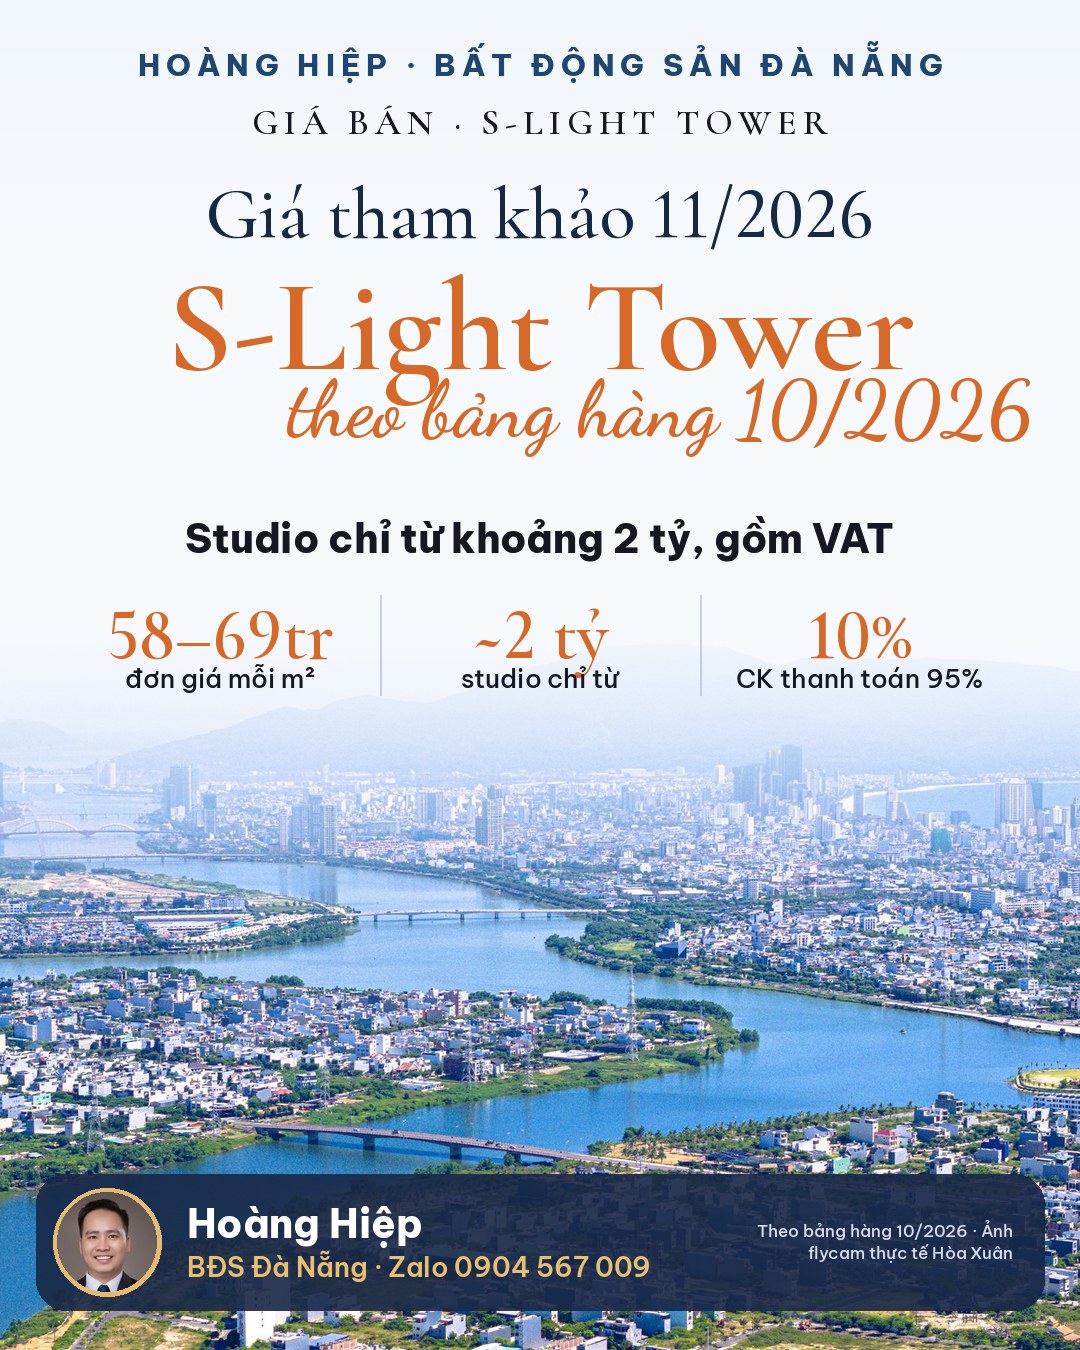 HOÀNG HIỆP · BẤT ĐỘNG SẢN ĐÀ NẴNG
GIÁ BÁN · S-LIGHT TOWER
Giá tham khảo 11/2026
S-Light Tower
theo bảng hàng 10/2026
Studio chỉ từ khoảng 2 tỷ, gồm VAT
58–69tr
đơn giá mỗi m²
~2 tỷ
studio chỉ từ
10%
CK thanh toán 95%
Hoàng Hiệp
BĐS Đà Nẵng · Zalo 0904 567 009
Theo bảng hàng 10/2026 · Ảnh
flycam thực tế Hòa Xuân